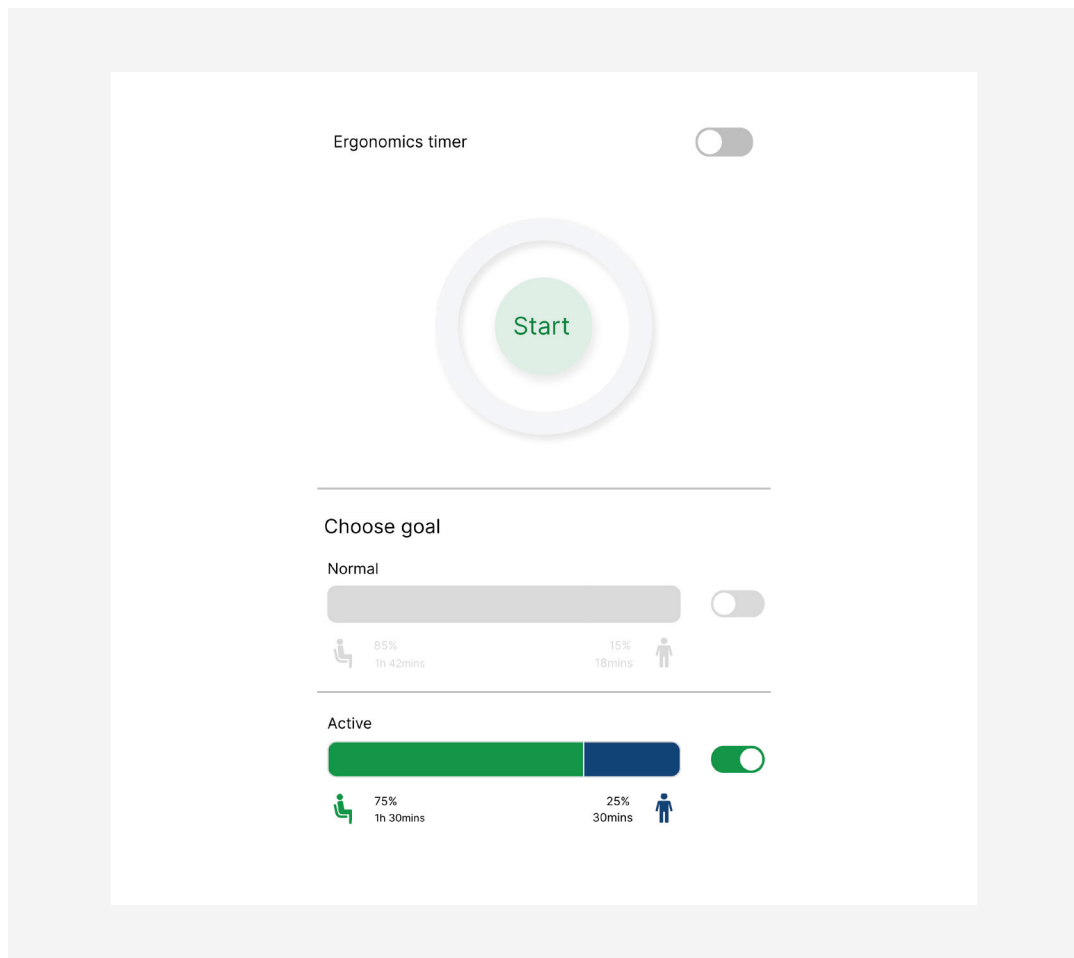 Ergonomics timer
Start
Choose goal
Normal
85% 15%
1h 42mins 18mins
Active
75% 25%
1h 30mins 30mins